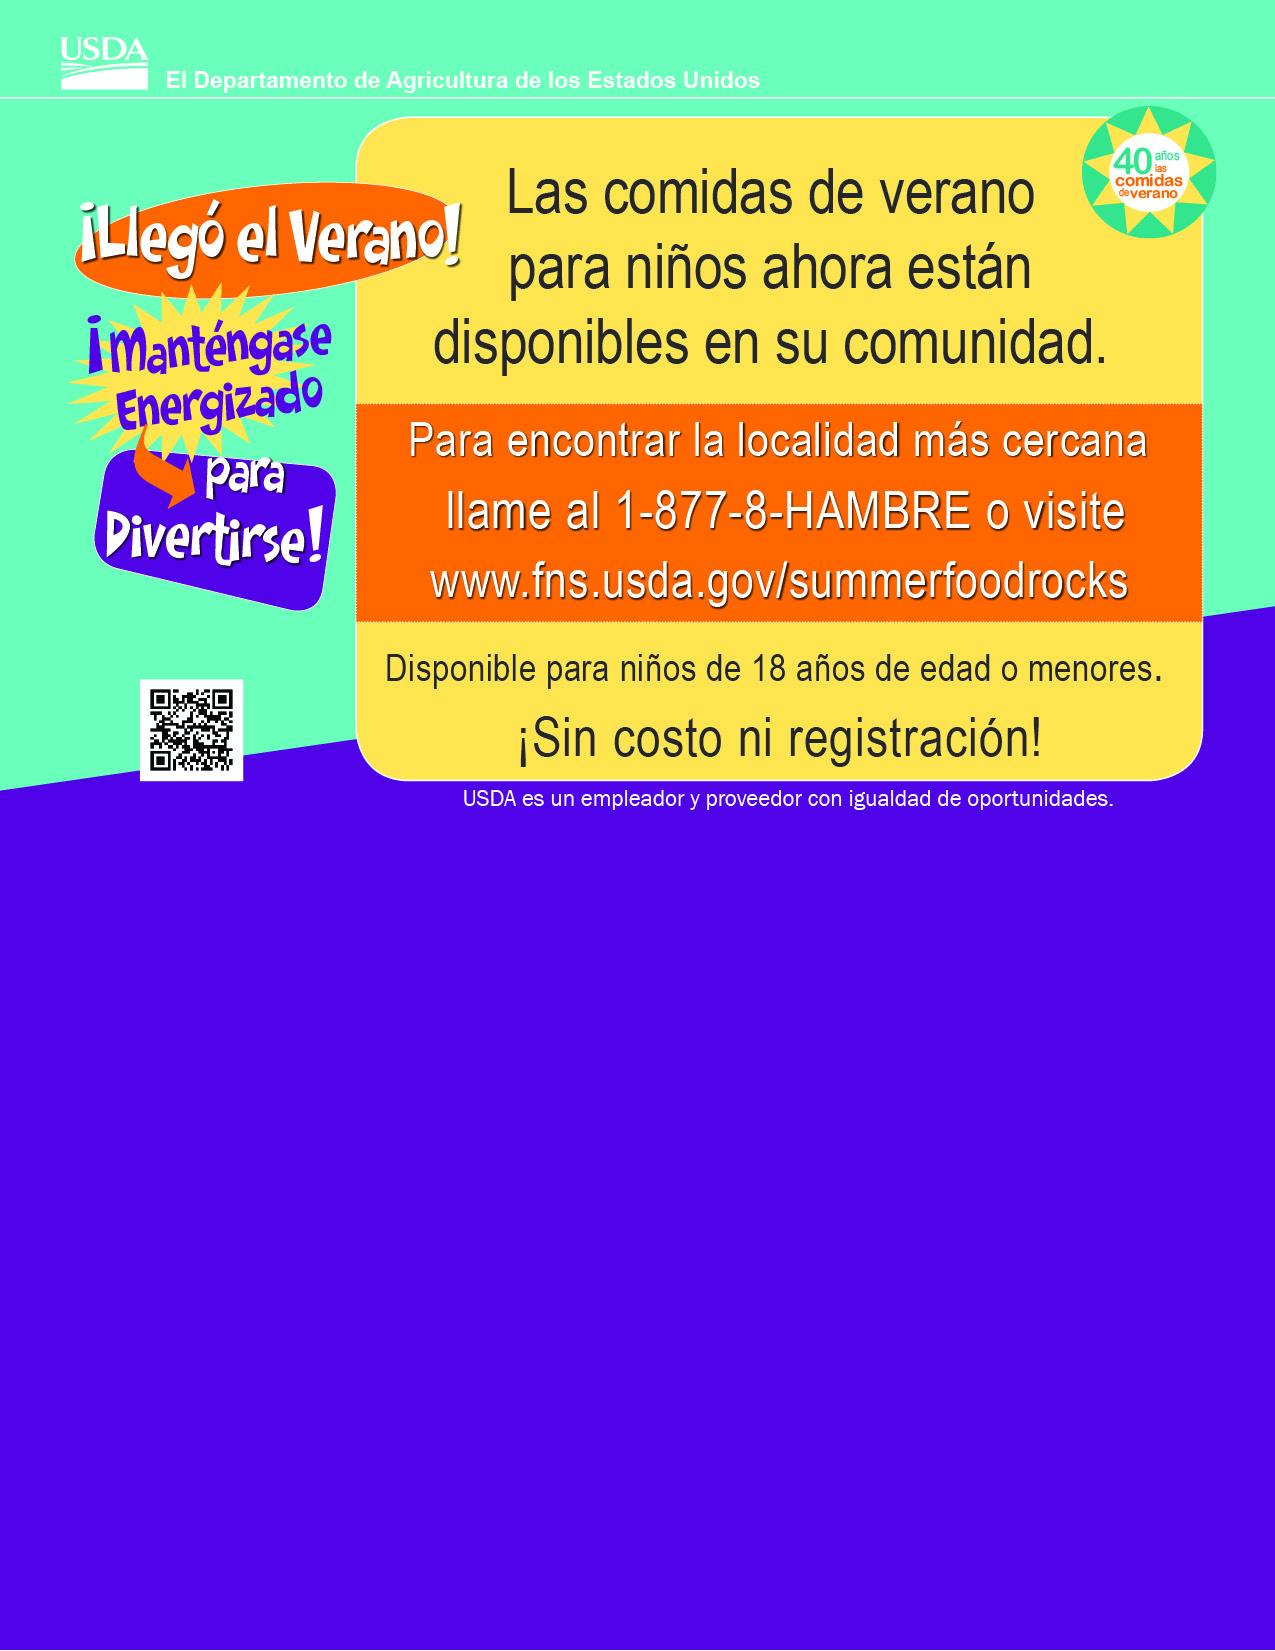 USDA
El Departamento de Agricultura de los Estados Unidos
40 años
las
comidas
de verano
¡Llegó el Verano!
¡Manténgase
Energizado
para
Divertirse!
Las comidas de verano
para niños ahora están
disponibles en su comunidad.
Para encontrar la localidad más cercana
llame al 1-877-8-HAMBRE o visite
www.fns.usda.gov/summerfoodrocks
Disponible para niños de 18 años de edad o menores.
¡Sin costo ni registración!
USDA es un empleador y proveedor con igualdad de oportunidades.